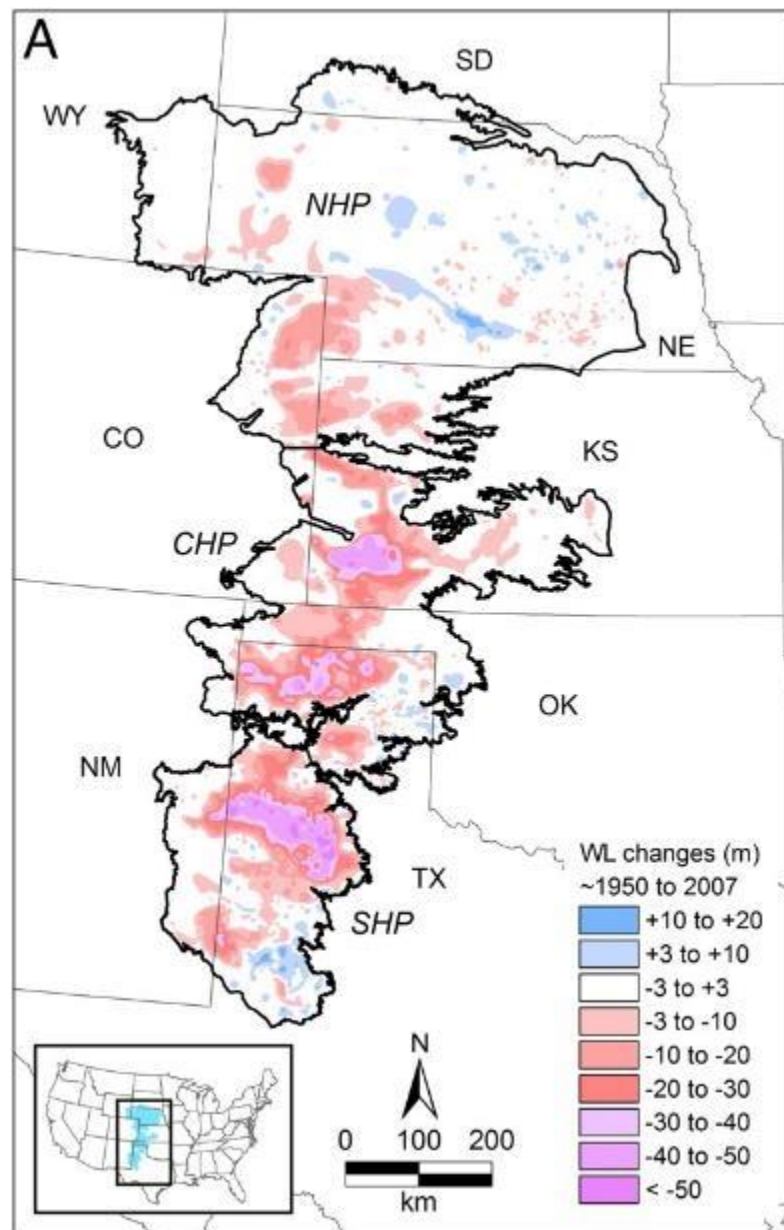 A
SD
WY
NHP
NE
CO
KS
CHP
OK
NM
TX
SHP
WL changes (m)
~1950 to 2007
+10 to +20
+3 to +10
-3 to +3
-3 to -10
-10 to -20
-20 to -30
-30 to -40
-40 to -50
< -50
N
0 100 200
km